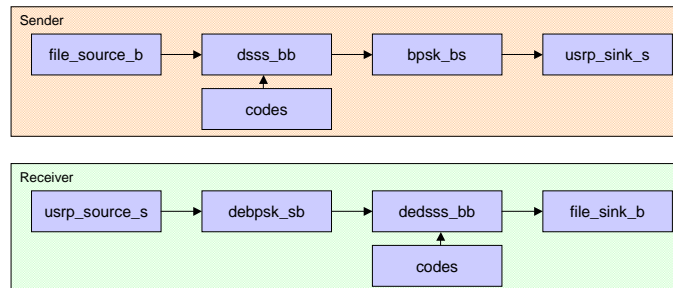 Sender
file_source_b
dsss_bb
bpsk_bs
usrp_sink_s
codes
Receiver
usrp_source_s
debpsk_sb
dedsss_bb
file_sink_b
codes